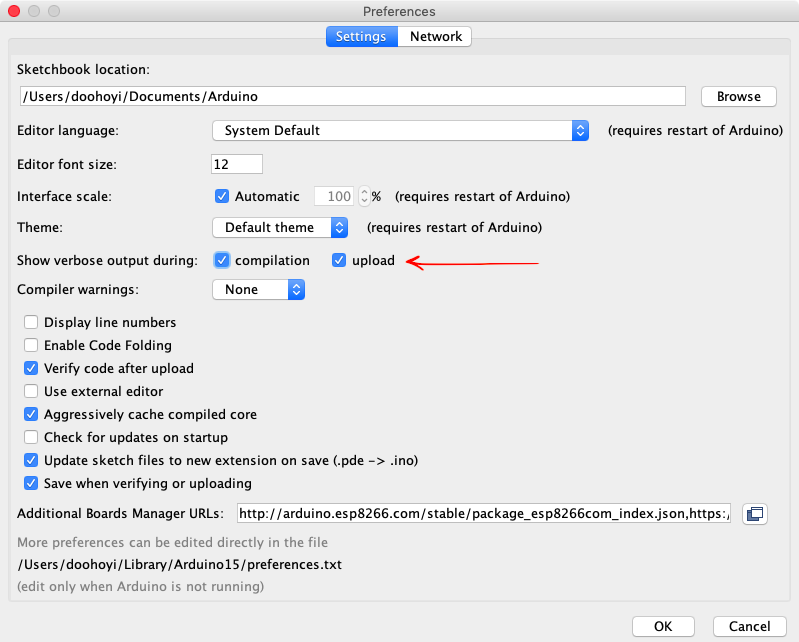 Preferences
Settings Network
Sketchbook location:
/Users/doohoyi/Documents/Arduino Browse
Editor language: System Default (requires restart of Arduino)
Editor font size: 12
Interface scale: Automatic 100 % (requires restart of Arduino)
Theme: Default theme (requires restart of Arduino)
Show verbose output during: compilation upload
Compiler warnings: None
Display line numbers
Enable Code Folding
Verify code after upload
Use external editor
Aggressively cache compiled core
Check for updates on startup
Update sketch files to new extension on save (.pde -> .ino)
Save when verifying or uploading
Additional Boards Manager URLs: http://arduino.esp8266.com/stable/package_esp8266com_index.json,https:/
More preferences can be edited directly in the file
/Users/doohoyi/Library/Arduino15/preferences.txt
(edit only when Arduino is not running)
OK Cancel